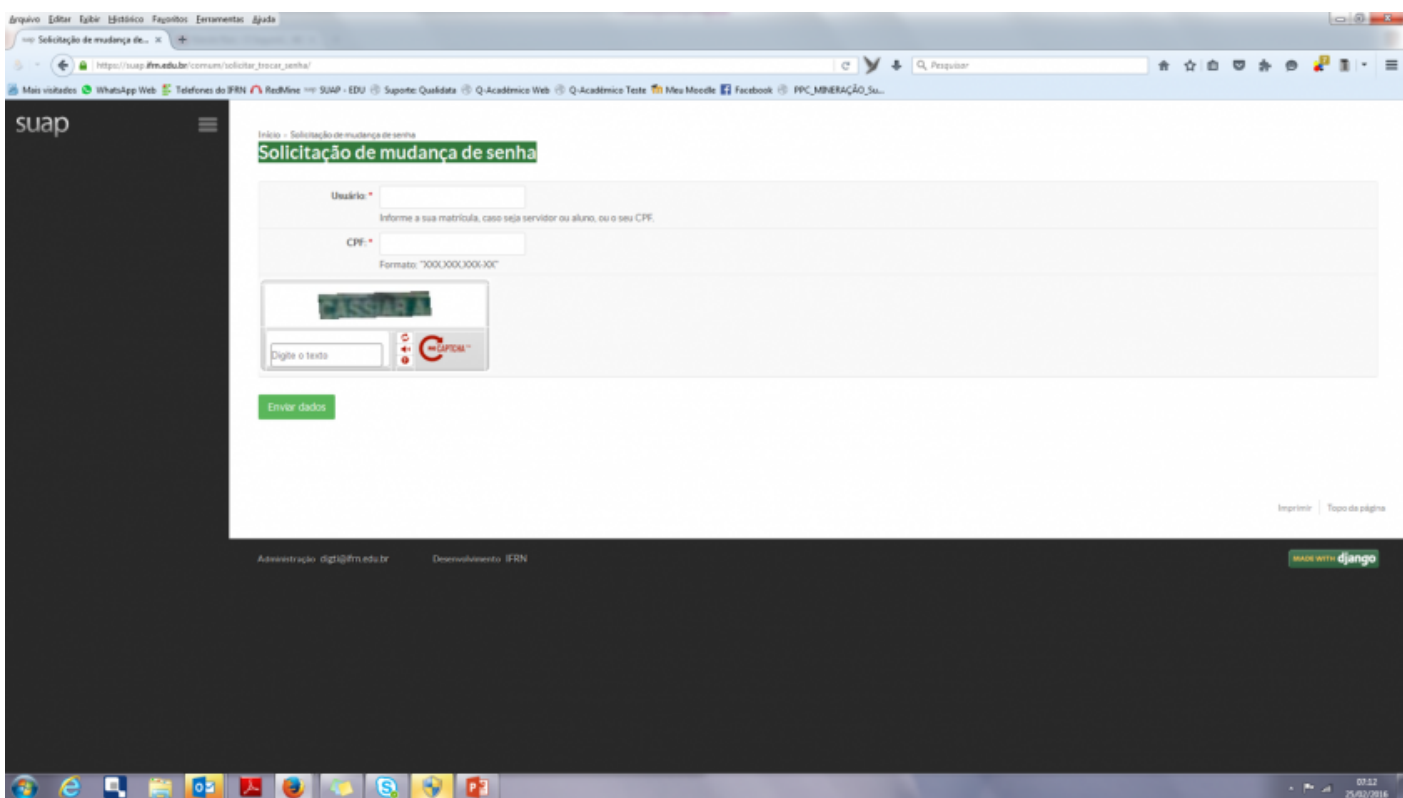 Arquivo Editar Exibir Histórico Favoritos Ferramentas Ajuda
Solicitação de mudança de... × +
https://suap.ifrn.edu.br/comum/solicitar_trocar_senha/
Pesquisar
Mais visitados WhatsApp Web Telefones do IFRN RedMine SUAP - EDU Suporte Qualidata Q-Acadêmico Web Q-Acadêmico Teste Meu Moodle Facebook PPC_MINERAÇÃO_Su...
suap
Início » Solicitação de mudança de senha
Solicitação de mudança de senha
Usuário: *
Informe a sua matrícula, caso seja servidor ou aluno, ou o seu CPF.
CPF: *
Formato: "XXX.XXX.XXX-XX"
Digite o texto
CAPTCHA
Enviar dados
Imprimir Topo da página
Administração digti@ifrn.edu.br Desenvolvimento IFRN
MADE WITH django
07:12
25/02/2016